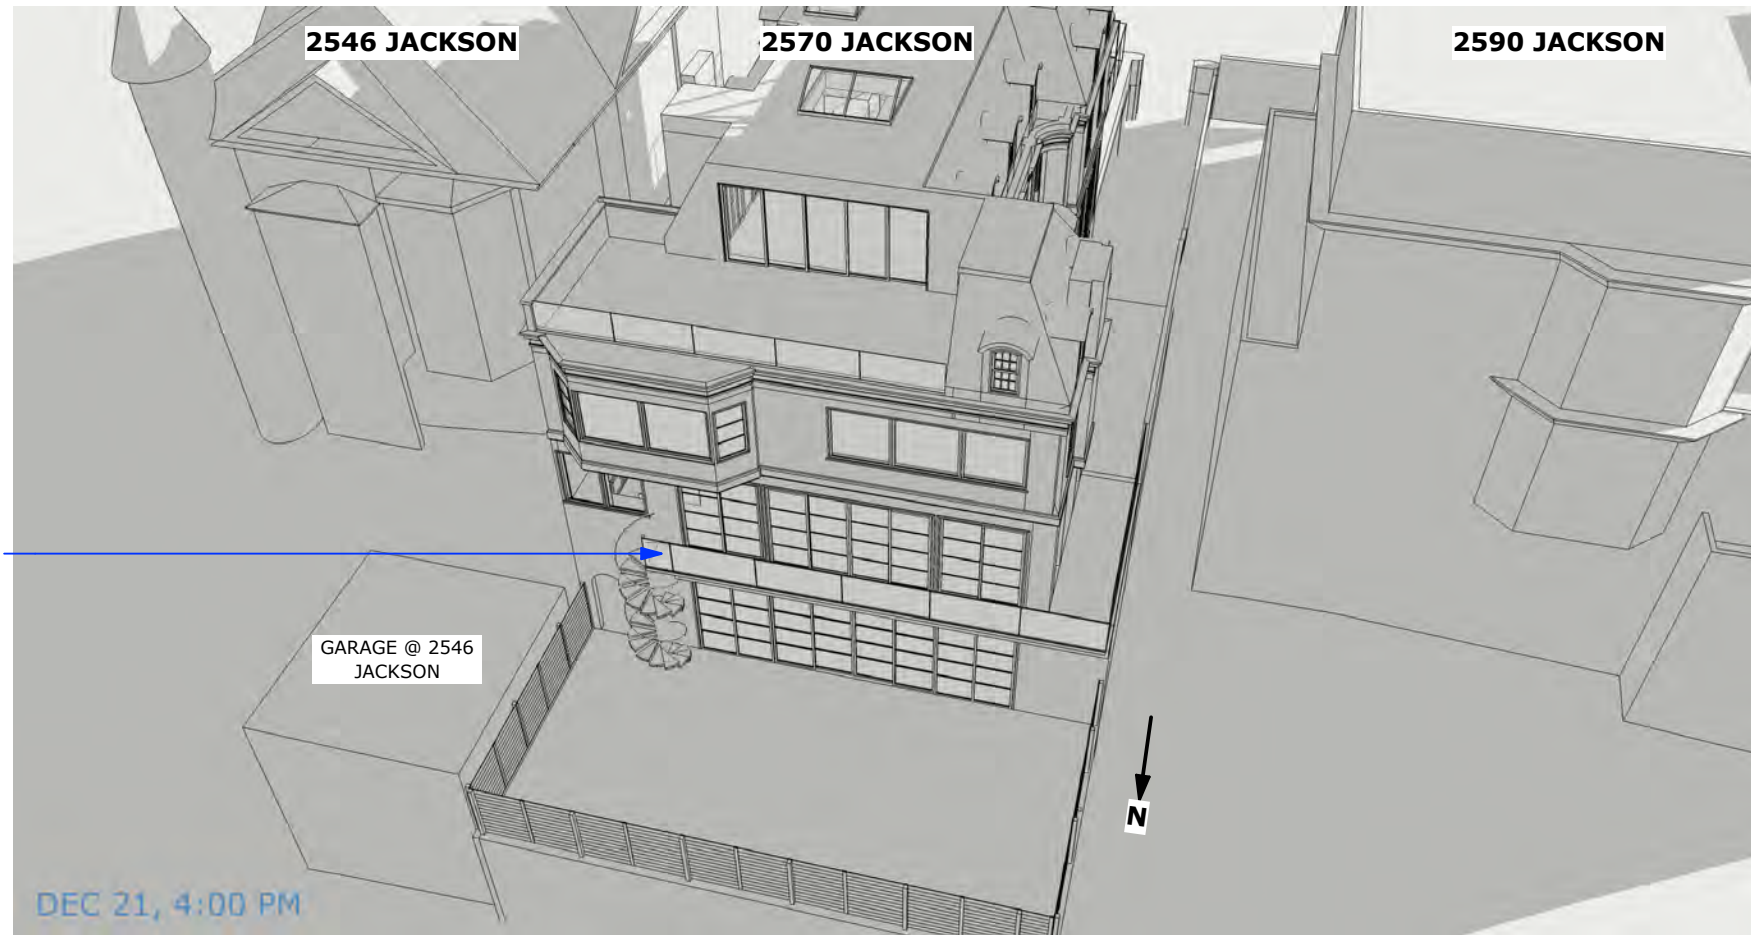 2546 JACKSON
2570 JACKSON
2590 JACKSON
GARAGE @ 2546
JACKSON
N
DEC 21, 4:00 PM